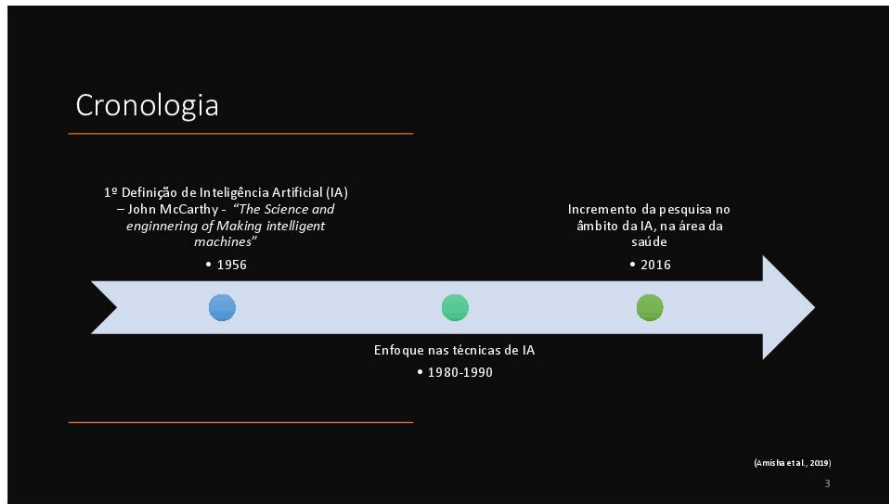 Cronologia
1º Definição de Inteligência Artificial (IA)
– John McCarthy - “The Science and
enginnering of Making intelligent
machines”
• 1956
Enfoque nas técnicas de IA
• 1980-1990
Incremento da pesquisa no
âmbito da IA, na área da
saúde
• 2016
(Amisha et al., 2019)
3